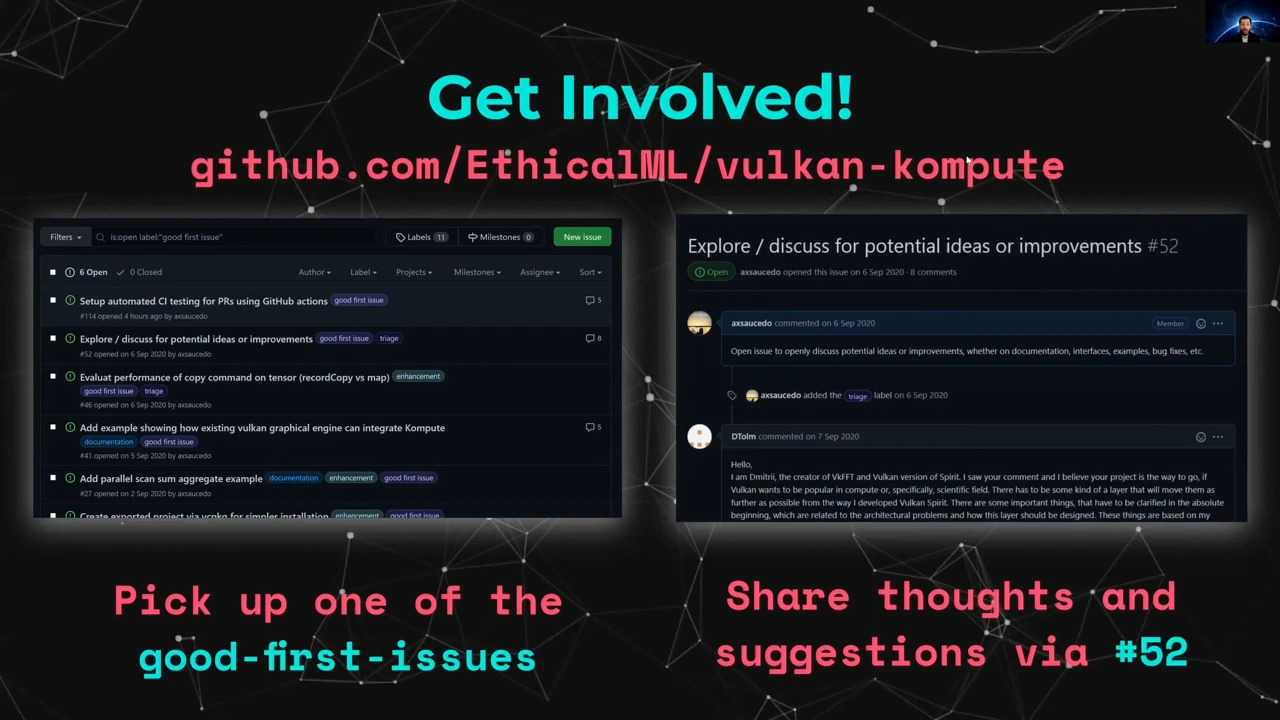 Get Involved!
github.com/EthicalML/vulkan-kompute
Filters
is:open label:"good first issue"
Labels 11
Milestones 0
New issue
6 Open 0 Closed Author Label Projects Milestones Assignee Sort
Setup automated CI testing for PRs using GitHub actions good first issue 5
#114 opened 4 hours ago by axsaucedo
Explore / discuss for potential ideas or improvements good first issue triage 8
#52 opened on 6 Sep 2020 by axsaucedo
Evaluat performance of copy command on tensor (recordCopy vs map) enhancement
good first issue triage
#46 opened on 6 Sep 2020 by axsaucedo
Add example showing how existing vulkan graphical engine can integrate Kompute 5
documentation good first issue
#41 opened on 5 Sep 2020 by axsaucedo
Add parallel scan sum aggregate example documentation enhancement good first issue
#27 opened on 2 Sep 2020 by axsaucedo
Create exported project via vcpkg for simpler installation enhancement good first issue
Explore / discuss for potential ideas or improvements #52
Open axsaucedo opened this issue on 6 Sep 2020 · 8 comments
axsaucedo commented on 6 Sep 2020 Member
Open issue to openly discuss potential ideas or improvements, whether on documentation, interfaces, examples, bug fixes, etc.
axsaucedo added the triage label on 6 Sep 2020
DTolm commented on 7 Sep 2020
Hello,
I am Dmitrii, the creator of VkFFT and Vulkan version of Spirit. I saw your comment and I believe your project is the way to go, if
Vulkan wants to be popular in compute or, specifically, scientific field. There has to be some kind of a layer that will move them as
further as possible from the way I developed Vulkan Spirit. There are some important things, that have to be clarified in the absolute
beginning, which are related to the architectural problems and how this layer should be designed. These things are based on my
Pick up one of the
good-first-issues
Share thoughts and
suggestions via #52